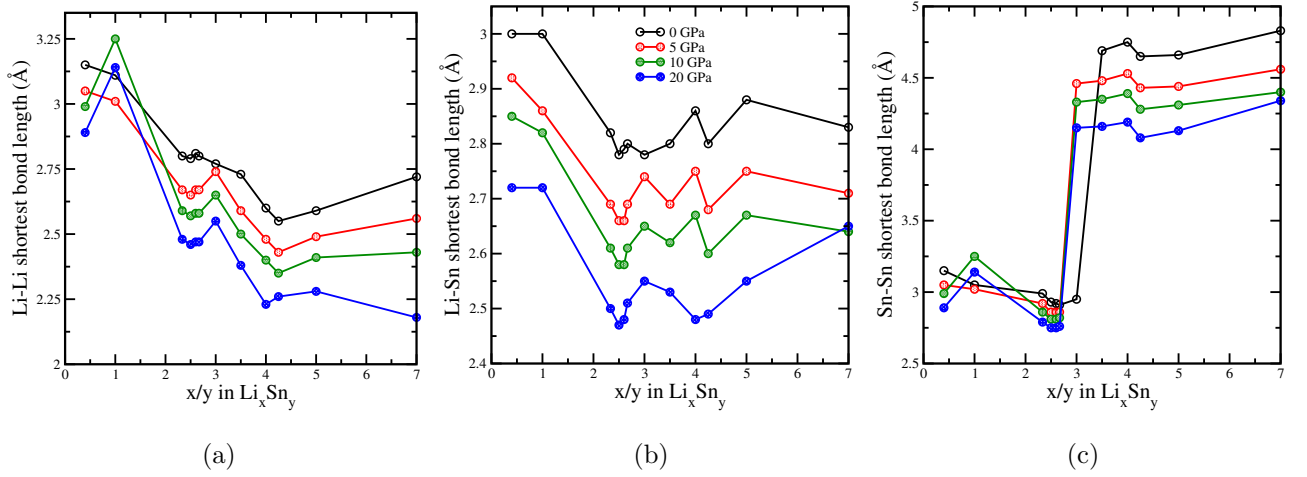 3.25
3
2.75
2.5
2.25
2
0 1 2 3 4 5 6 7
Li-Li shortest bond length (Å)
x/y in LixSny
(a)
3
2.9
2.8
2.7
2.6
2.5
2.4
0 1 2 3 4 5 6 7
Li-Sn shortest bond length (Å)
x/y in LixSny
0 GPa
5 GPa
10 GPa
20 GPa
(b)
5
4.5
4
3.5
3
2.5
0 1 2 3 4 5 6 7
Sn-Sn shortest bond length (Å)
x/y in LixSny
(c)